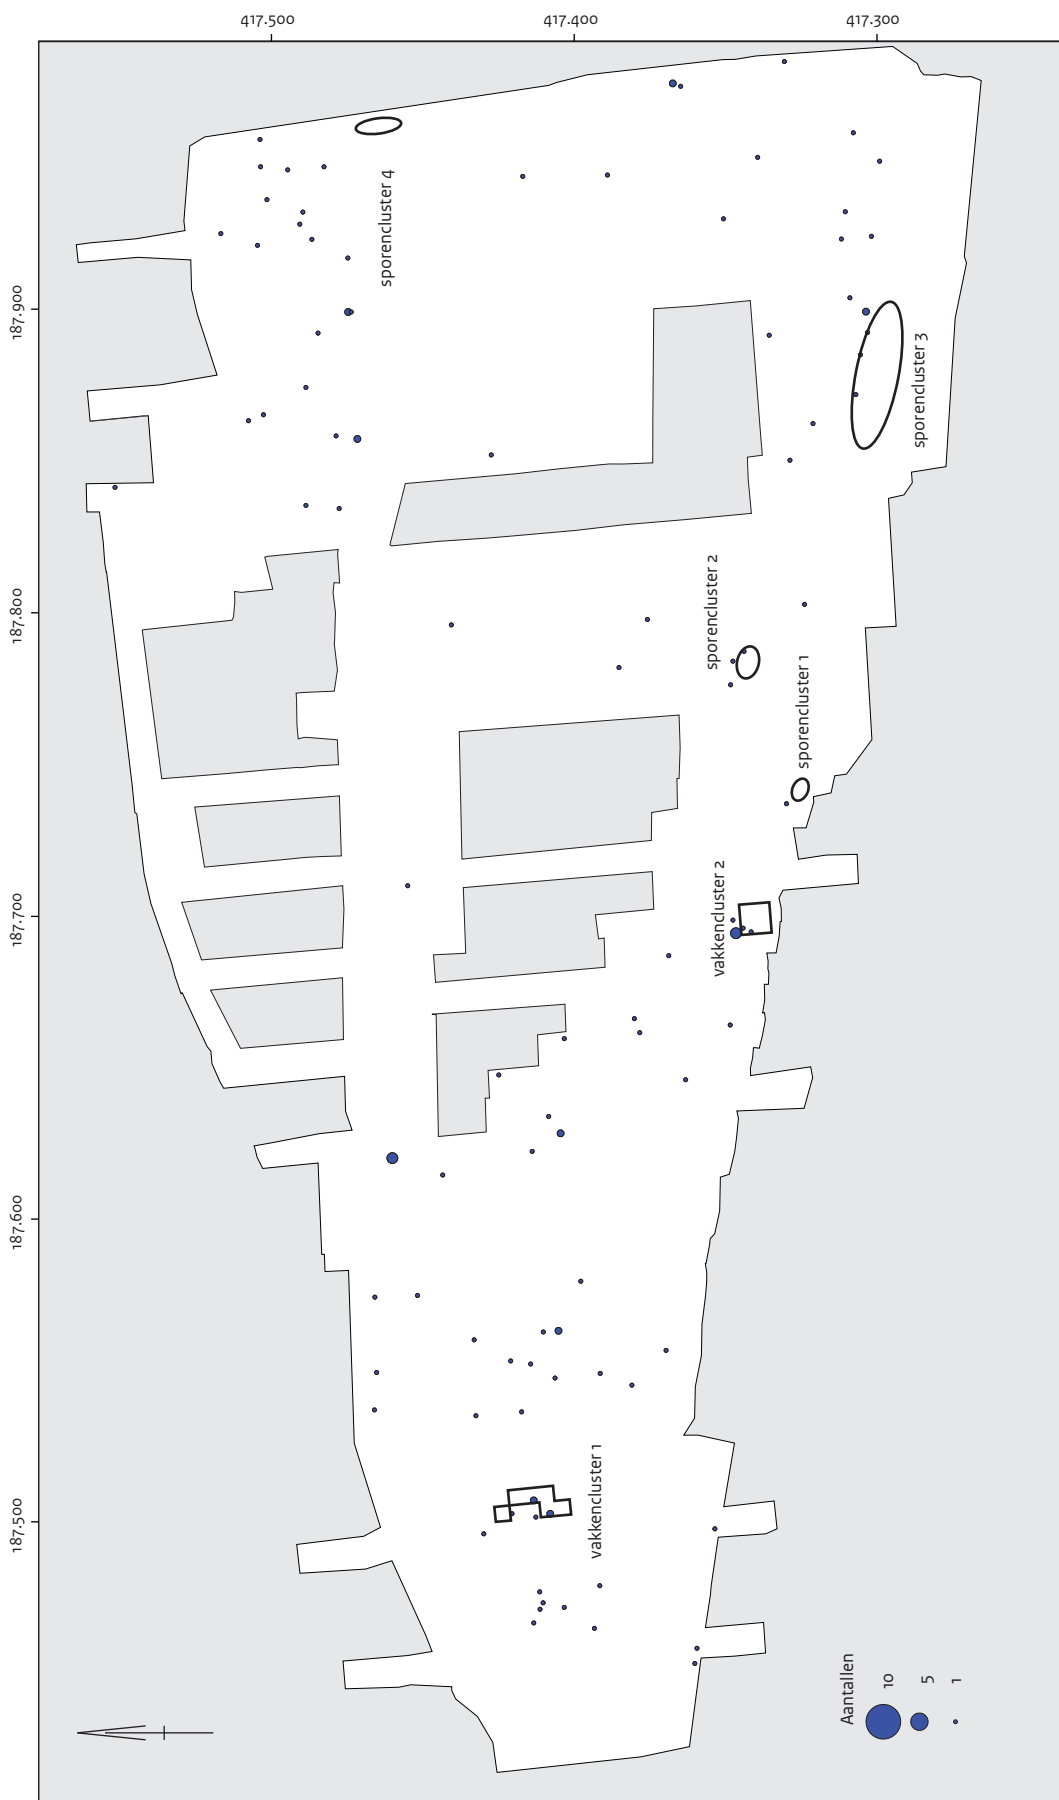 417.500
417.400
417.300
187.900
187.800
187.700
187.600
187.500
sporencluster 4
sporencluster 3
sporencluster 2
sporencluster 1
vakkencluster 2
vakkencluster 1
Aantallen
10
5
1